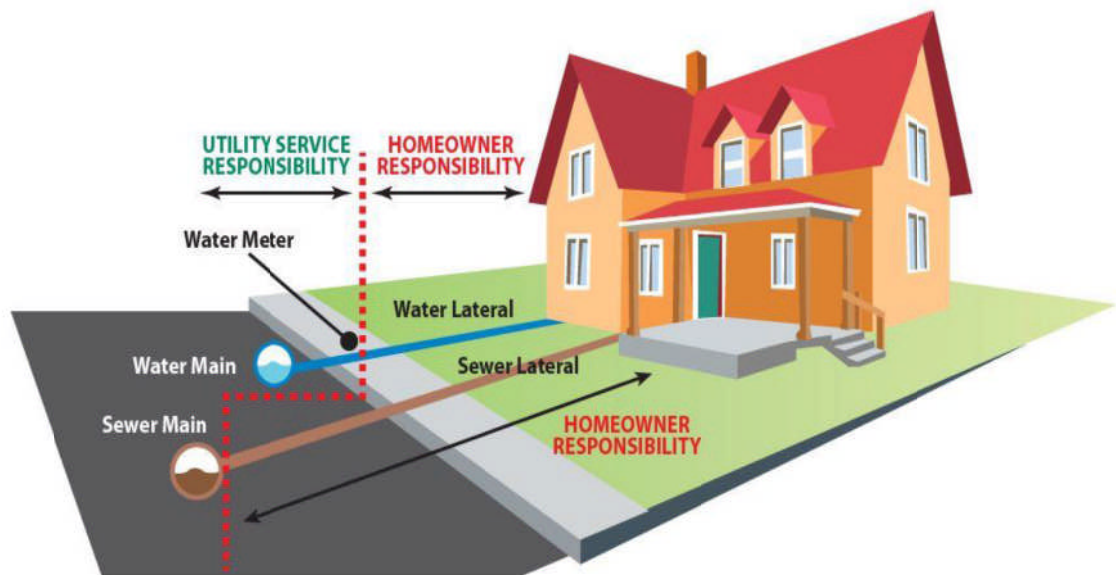 UTILITY SERVICE
RESPONSIBILITY
HOMEOWNER
RESPONSIBILITY
Water Meter
Water Lateral
Water Main
Sewer Lateral
Sewer Main
HOMEOWNER
RESPONSIBILITY